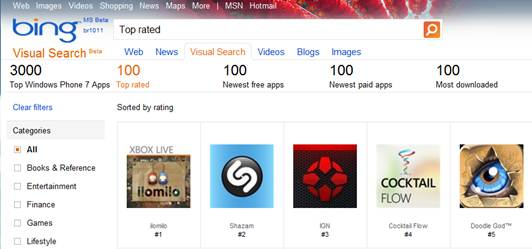 Web Images Videos Shopping News Maps More | MSN Hotmail
bing MS Beta
br1011
Top rated
Visual Search Beta
Web News Visual Search Videos Blogs Images
3000 100 100 100 100
Top Windows Phone 7 Apps Top rated Newest free apps Newest paid apps Most downloaded
Clear filters
Sorted by rating
Categories
All
Books & Reference
Entertainment
Finance
Games
Lifestyle
XBOX LIVE
ilomilo
COCKTAIL
FLOW
ilomilo Shazam IGN Cocktail Flow Doodle God™
#1 #2 #3 #4 #5